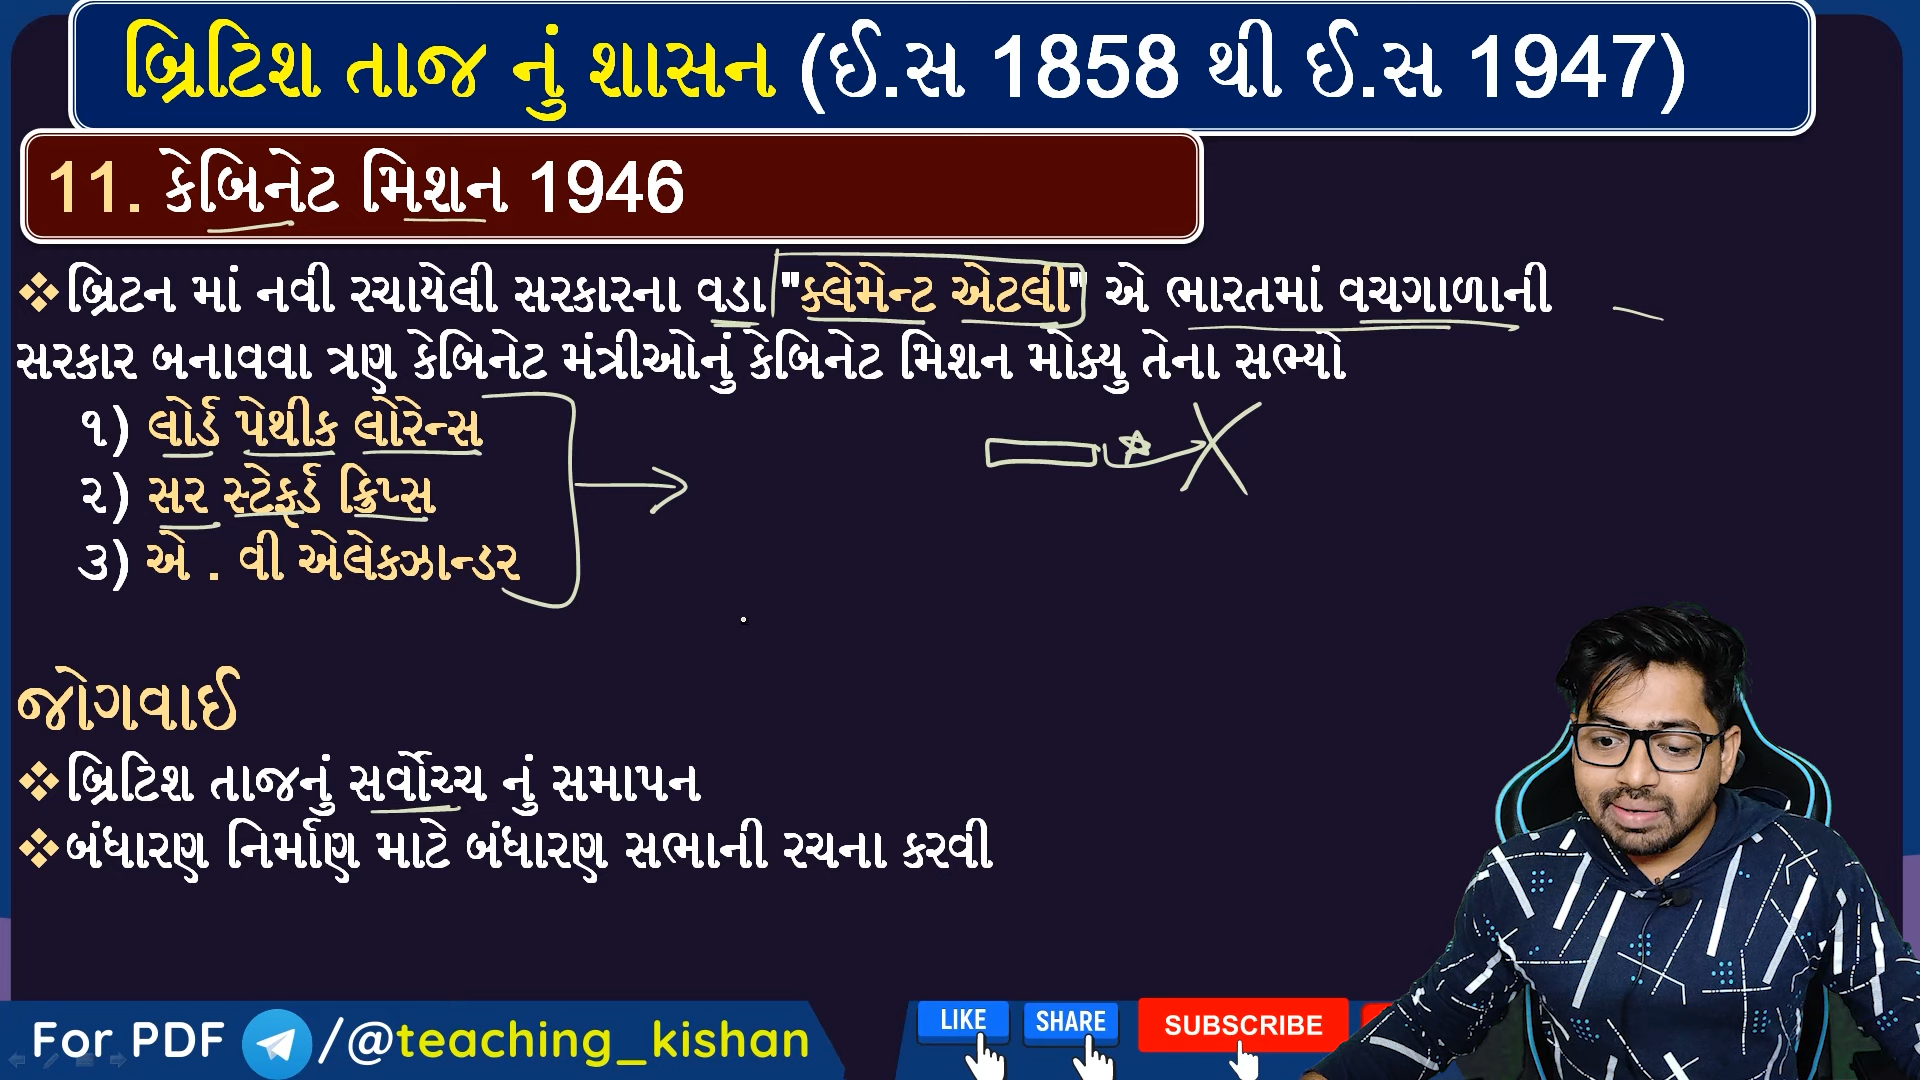 બ્રિટિશ તાજ નું શાસન (ઈ.સ 1858 થી ઈ.સ 1947)
11. કેબિનેટ મિશન 1946
❖બ્રિટન માં નવી રચાયેલી સરકારના વડા "ક્લેમેન્ટ એટલી" એ ભારતમાં વચગાળાની
સરકાર બનાવવા ત્રણ કેબિનેટ મંત્રીઓનું કેબિનેટ મિશન મોક્યુ તેના સભ્યો
૧) લોર્ડ પેથીક લોરેન્સ
૨) સર સ્ટેફર્ડ ક્રિપ્સ
૩) એ . વી એલેક્ઝાન્ડર
જોગવાઈ
❖બ્રિટિશ તાજનું સર્વોચ્ચ નું સમાપન
❖બંધારણ નિર્માણ માટે બંધારણ સભાની રચના કરવી
For PDF /@teaching_kishan
LIKE SHARE SUBSCRIBE